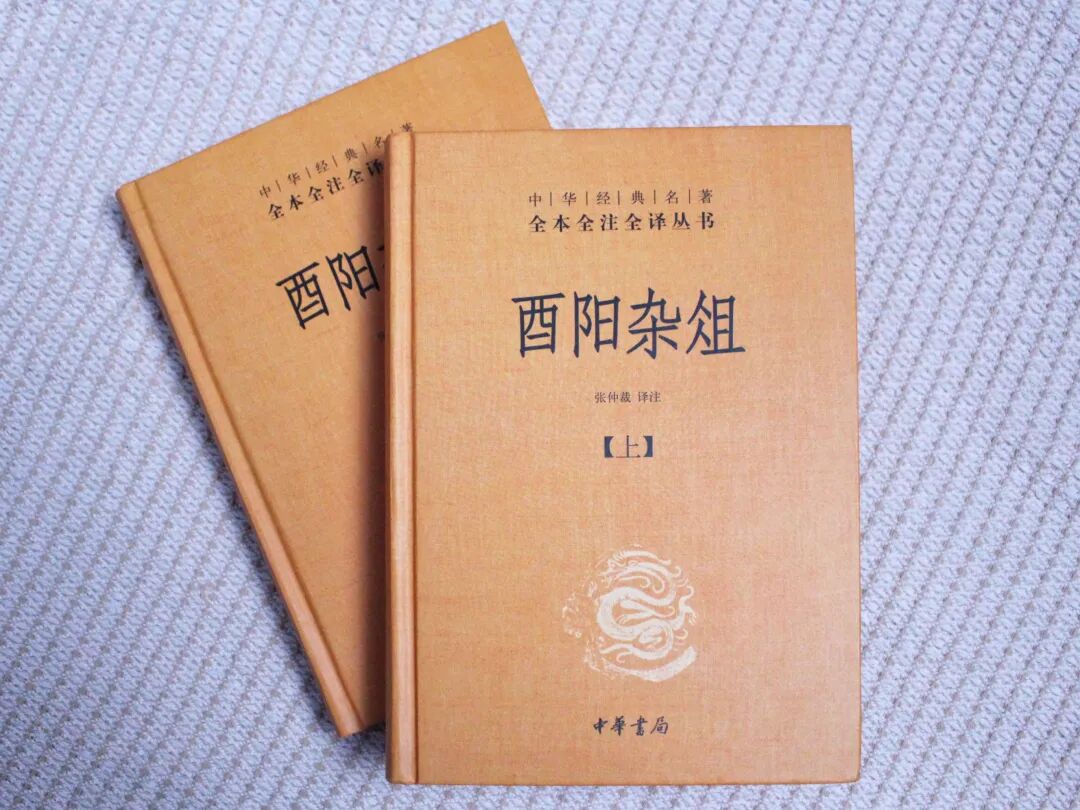 中华经典名著
全本全注全译
酉阳
中华经典名著
全本全注全译丛书
酉阳杂俎
张仲裁 译注
【上】
中華書局